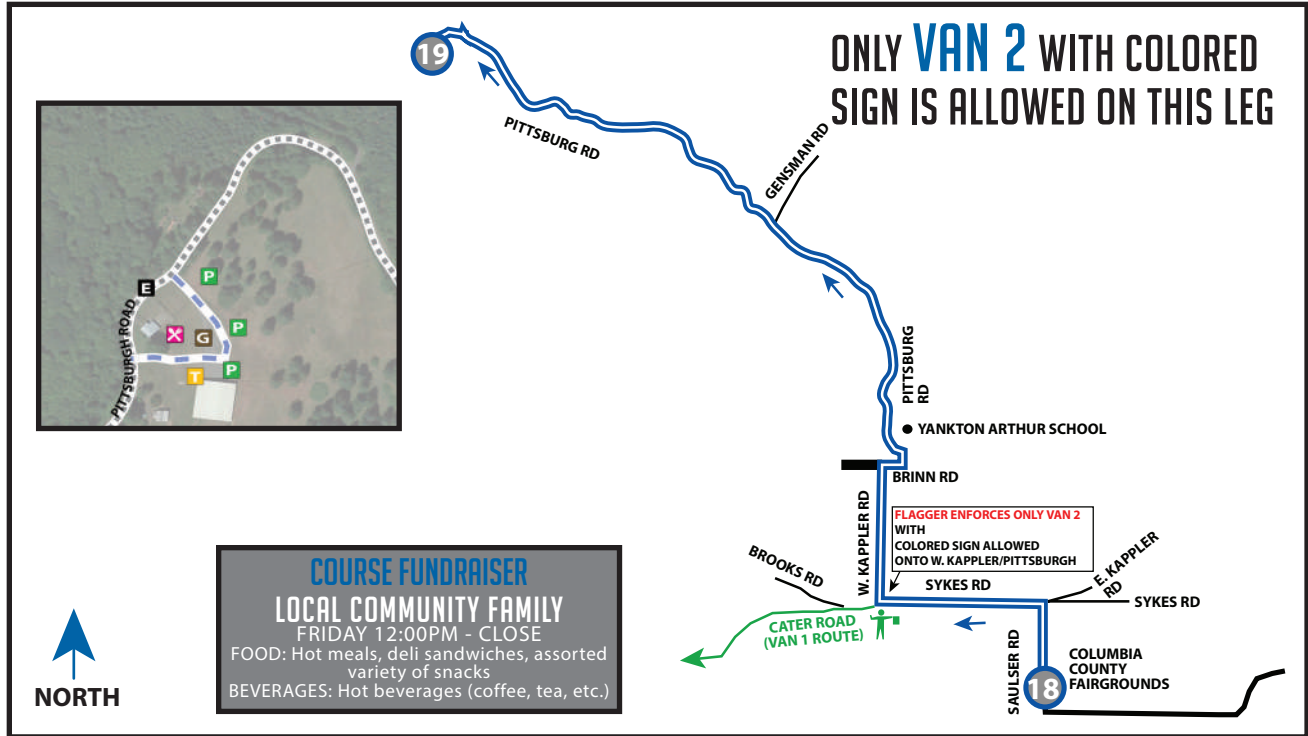 ONLY VAN 2 WITH COLORED
SIGN IS ALLOWED ON THIS LEG
19
PITTSBURG RD
GENSMAN RD
E
P
P
G
P
T
PITTSBURGH ROAD
PITTSBURG
RD
YANKTON ARTHUR SCHOOL
BRINN RD
W. KAPPLER RD
FLAGGER ENFORCES ONLY VAN 2
WITH
COLORED SIGN ALLOWED
ONTO W. KAPPLER/PITTSBURGH
BROOKS RD
SYKES RD
E. KAPPLER
RD
SYKES RD
CATER ROAD
(VAN 1 ROUTE)
SAULSER RD
COLUMBIA
COUNTY
FAIRGROUNDS
18
COURSE FUNDRAISER
LOCAL COMMUNITY FAMILY
FRIDAY 12:00PM - CLOSE
FOOD: Hot meals, deli sandwiches, assorted
variety of snacks
BEVERAGES: Hot beverages (coffee, tea, etc.)
NORTH